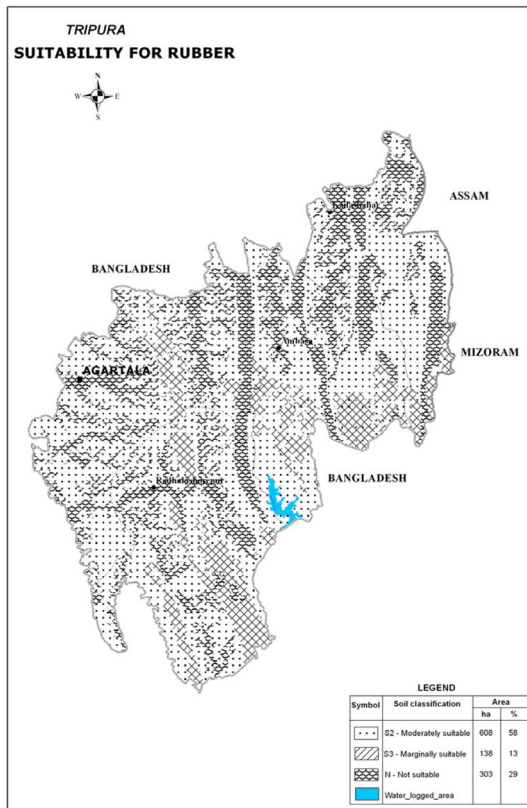 TRIPURA
SUITABILITY FOR RUBBER
N
W E
S
ASSAM
BANGLADESH
MIZORAM
AGARTALA
BANGLADESH
LEGEND
Symbol Soil classification Area
ha %
S2 - Moderately suitable 608 58
S3 - Marginally suitable 138 13
N - Not suitable 303 29
Water_logged_area